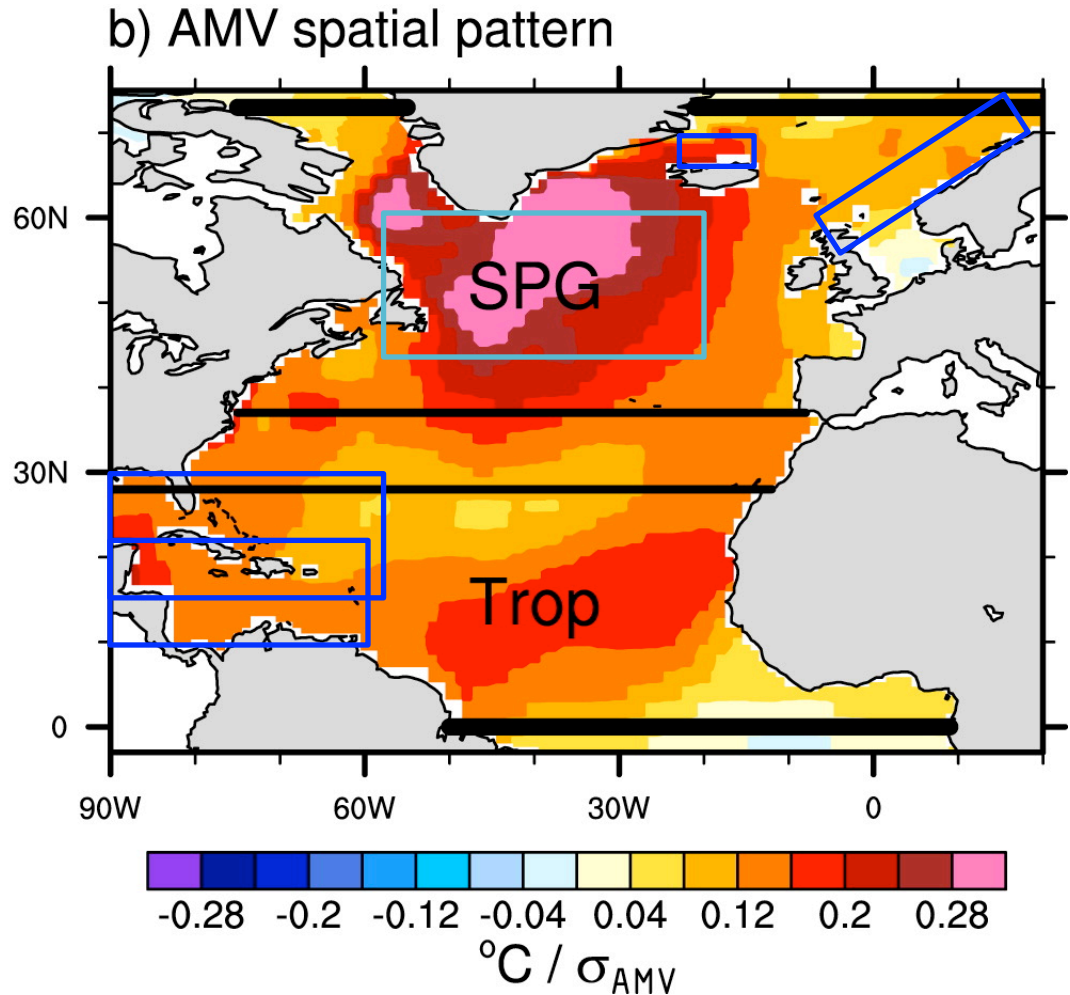 b) AMV spatial pattern
60N
SPG
30N
Trop
0
90W 60W 30W 0
-0.28 -0.2 -0.12 -0.04 0.04 0.12 0.2 0.28
°C / σAMV